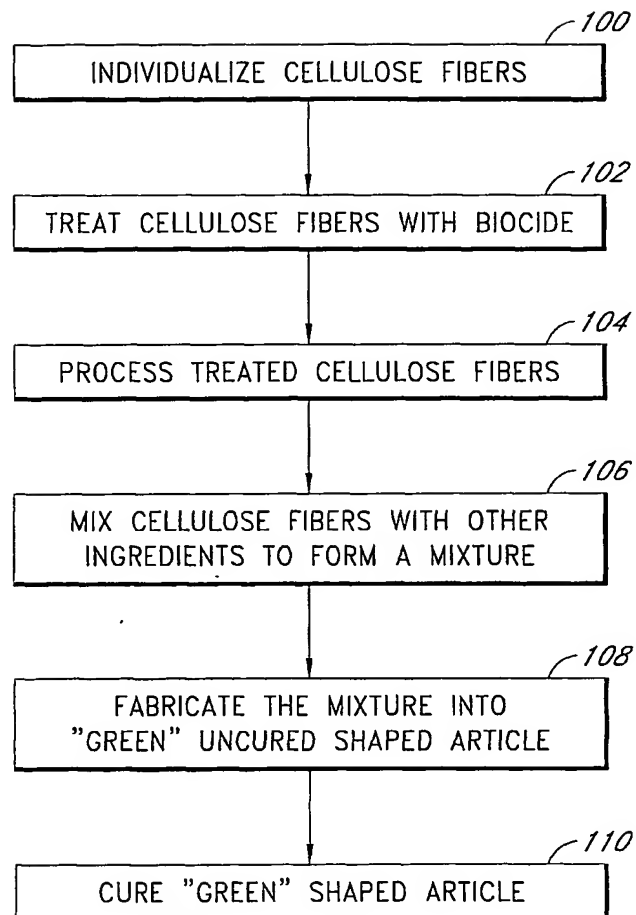 100
INDIVIDUALIZE CELLULOSE FIBERS
102
TREAT CELLULOSE FIBERS WITH BIOCIDE
104
PROCESS TREATED CELLULOSE FIBERS
106
MIX CELLULOSE FIBERS WITH OTHER
INGREDIENTS TO FORM A MIXTURE
108
FABRICATE THE MIXTURE INTO
"GREEN" UNCURED SHAPED ARTICLE
110
CURE "GREEN" SHAPED ARTICLE